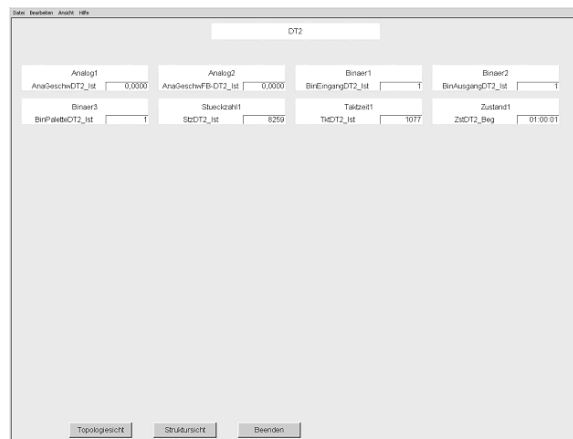 Datei Bearbeiten Ansicht Hilfe
DT2
Analog1 Analog2 Binaer1 Binaer2
AnaGeschwDT2_Ist 0,0000 AnaGeschwFB-DT2_Ist 0,0000 BinEingangDT2_Ist 1 BinAusgangDT2_Ist 1
Binaer3 Stueckzahl1 Taktzeit1 Zustand1
BinPaletteDT2_Ist 1 StzDT2_Ist 8259 TktDT2_Ist 1077 ZstDT2_Beg 01:00:01
Topologiesicht Struktursicht Beenden